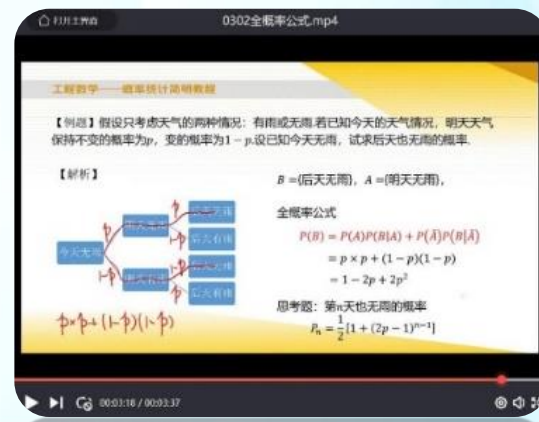 打开主界面
0302全概率公式.mp4
工程数学——概率统计简明教程
【例题】假设只考虑天气的两种情况：有雨或无雨.若已知今天的天气情况，明天天气
保持不变的概率为p，变的概率为1 − p.设已知今天无雨，试求后天也无雨的概率.
【解析】
B ={后天无雨}，A ={明天无雨}，
全概率公式
P(B) = P(A)P(B|A) + P(Ā)P(B|Ā)
= p × p + (1 − p)(1 − p)
= 1 − 2p + 2p²
思考题：第n天也无雨的概率
Pₙ = 1/2[1 + (2p − 1)ⁿ⁻¹]
今天无雨
p
1-p
p
后天无雨
1-p
后天有雨
1-p
后天无雨
p
后天有雨
p×p+(1-p)(1-p)
00:03:18 / 00:03:37